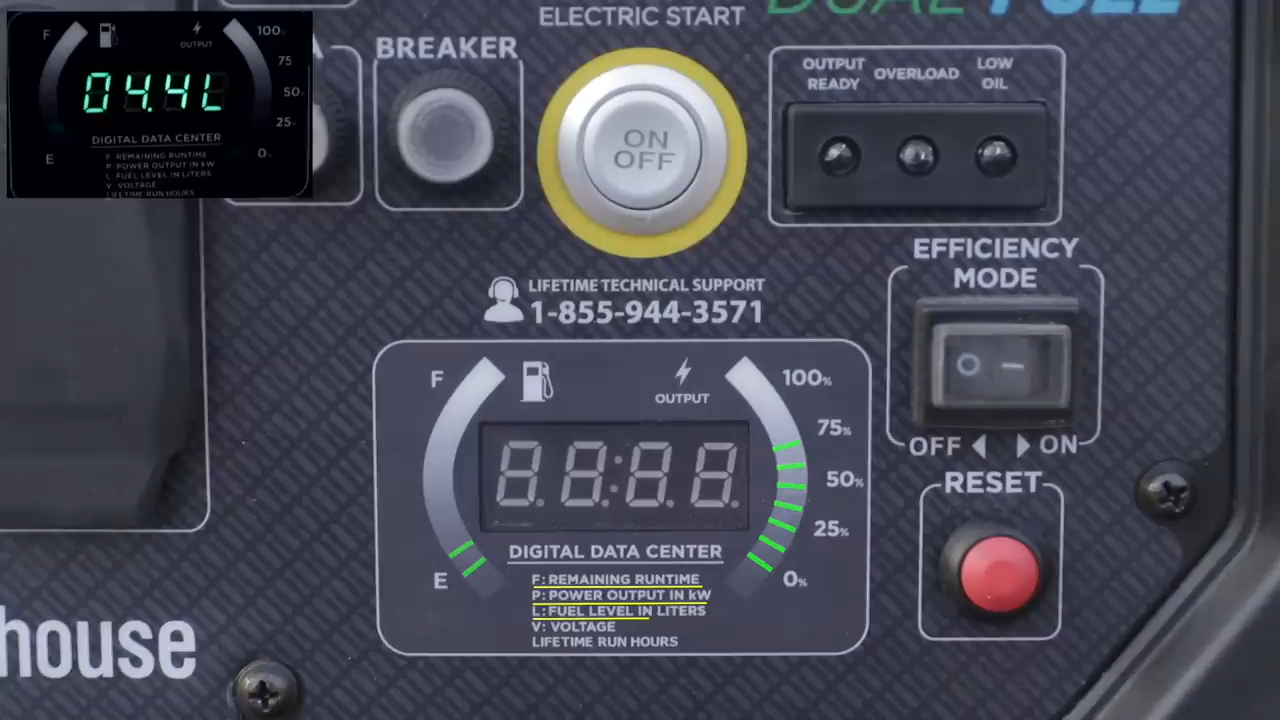 F
OUTPUT
100%
75
50%
25%
0%
04.4L
DIGITAL DATA CENTER
F REMAINING RUNTIME
P POWER OUTPUT IN kW
L FUEL LEVEL IN LITERS
V VOLTAGE
LIFETIME RUN HOURS
E
A
BREAKER
ELECTRIC START
ON
OFF
DUAL FUEL
OUTPUT
READY
OVERLOAD
LOW
OIL
LIFETIME TECHNICAL SUPPORT
1-855-944-3571
EFFICIENCY
MODE
OFF ON
RESET
F
OUTPUT
100%
75%
50%
25%
0%
E
DIGITAL DATA CENTER
F: REMAINING RUNTIME
P: POWER OUTPUT IN kW
L: FUEL LEVEL IN LITERS
V: VOLTAGE
LIFETIME RUN HOURS
house